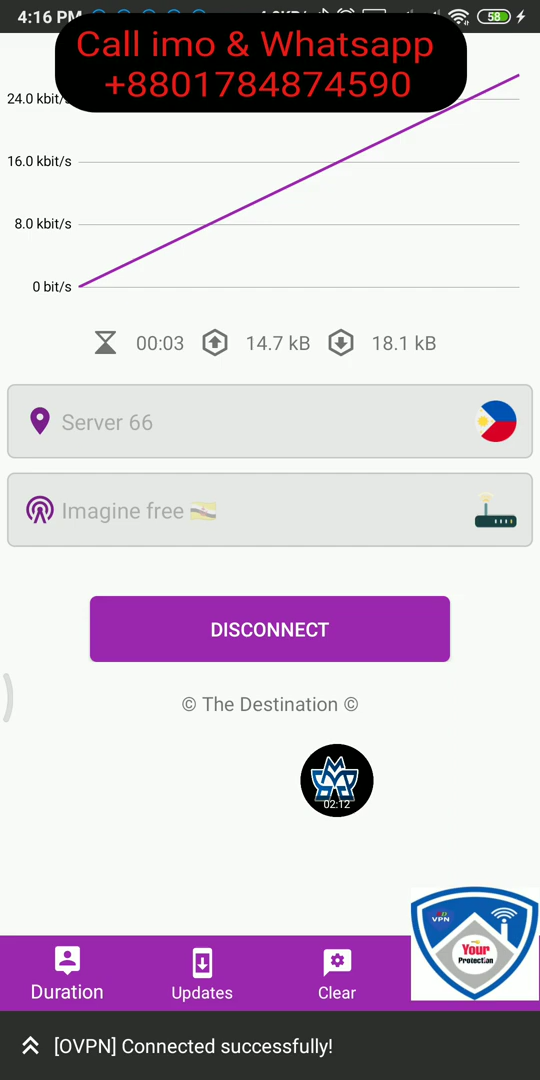 4:16 PM
58
Call imo & Whatsapp
+8801784874590
24.0 kbit/s
16.0 kbit/s
8.0 kbit/s
0 bit/s
00:03 14.7 kB 18.1 kB
Server 66
Imagine free
DISCONNECT
© The Destination ©
02:12
VPN
Your
Protection
Duration Updates Clear
[OVPN] Connected successfully!